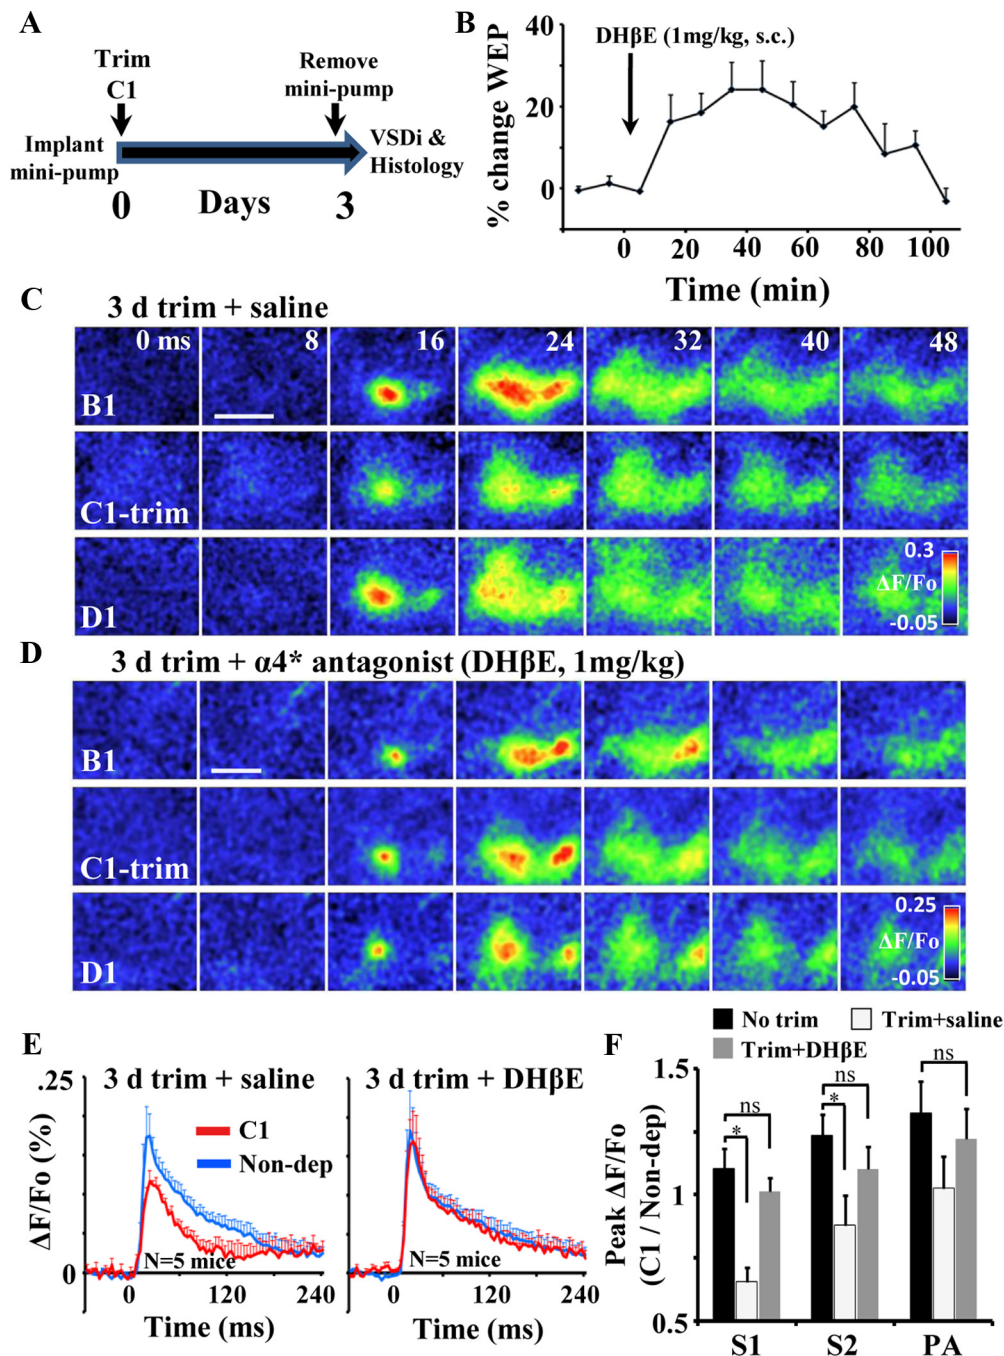 A
Trim
C1
Remove
mini-pump
Implant
mini-pump
VSDi &
Histology
0 Days 3
B
% change WEP
40
20
0
DHβE (1mg/kg, s.c.)
0 20 40 60 80 100
Time (min)
C
3 d trim + saline
0 ms 8 16 24 32 40 48
B1
C1-trim
D1
0.3
ΔF/Fo
-0.05
D
3 d trim + α4* antagonist (DHβE, 1mg/kg)
B1
C1-trim
D1
0.25
ΔF/Fo
-0.05
E
.25
0
ΔF/Fo (%)
3 d trim + saline
C1
Non-dep
N=5 mice
0 120 240
Time (ms)
3 d trim + DHβE
N=5 mice
0 120 240
Time (ms)
F
No trim
Trim+saline
Trim+DHβE
Peak ΔF/Fo
(C1 / Non-dep)
1.5
1
0.5
ns
*
ns
*
ns
S1 S2 PA